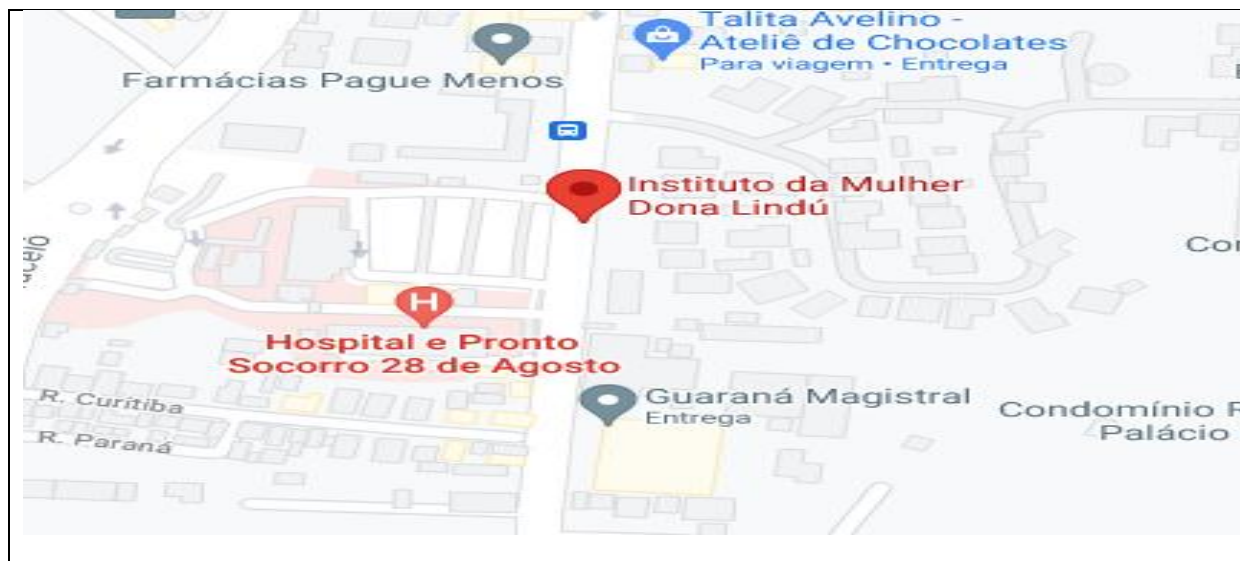 Talita Avelino -
Ateliê de Chocolates
Para viagem • Entrega
Farmácias Pague Menos
Instituto da Mulher
Dona Lindú
Cor
H
Hospital e Pronto
Socorro 28 de Agosto
R. Curitiba
R. Paraná
Guaraná Magistral
Entrega
Condomínio R
Palácio